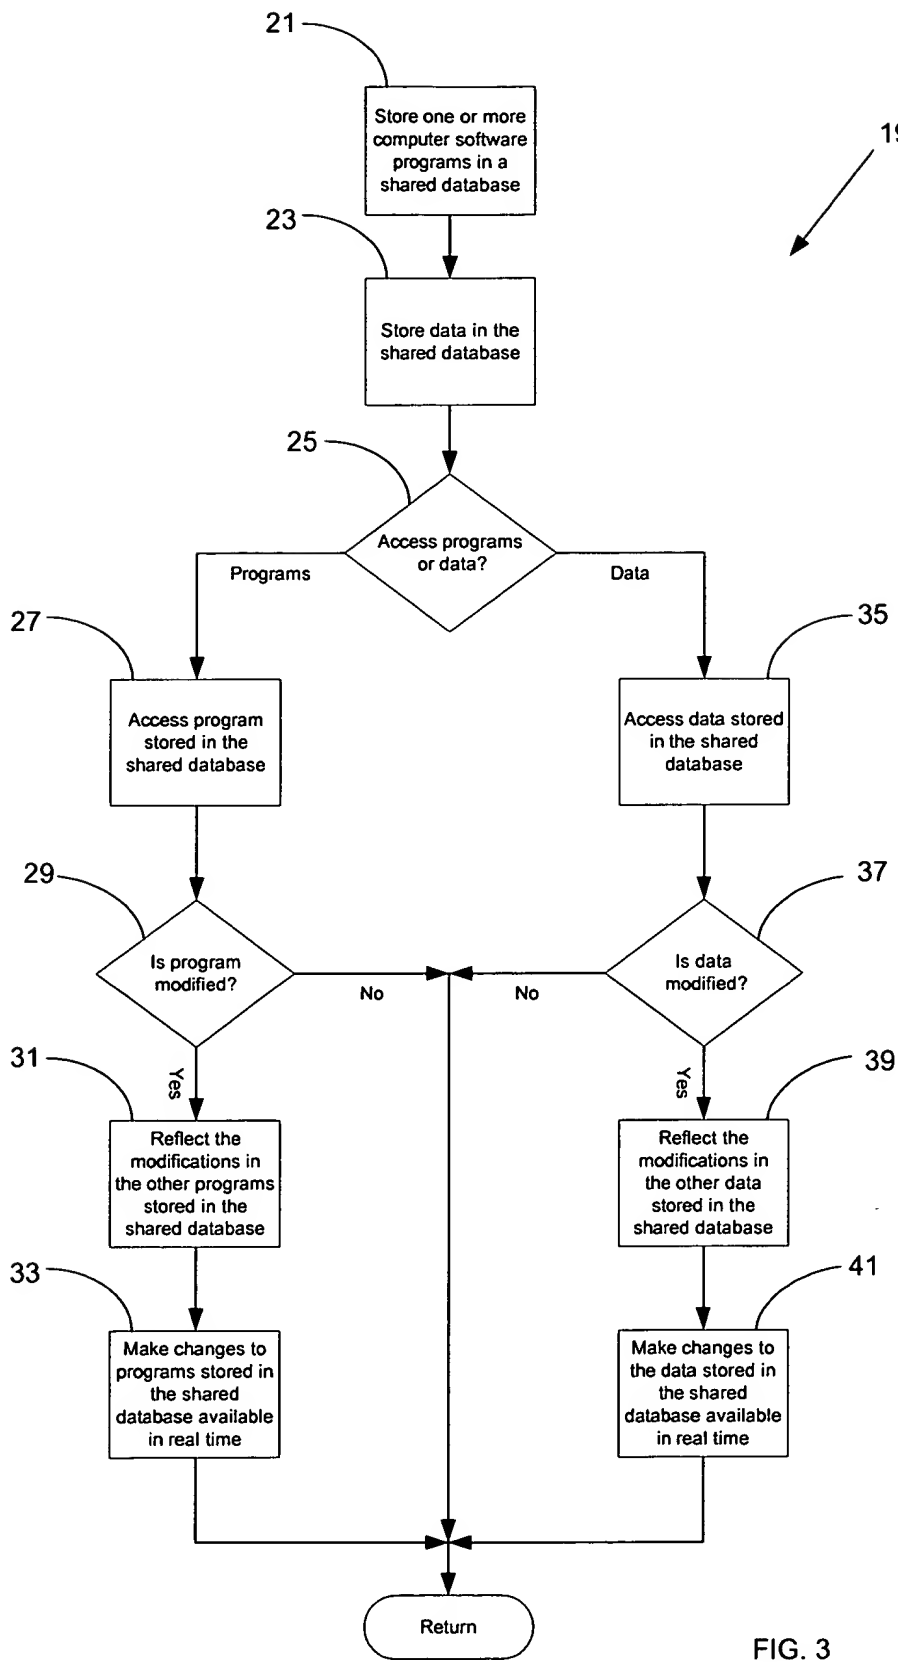 21
Store one or more
computer software
programs in a
shared database
19
23
Store data in the
shared database
25
Access programs
or data?
Programs
Data
27
Access program
stored in the
shared database
35
Access data stored
in the shared
database
29
Is program
modified?
No
37
Is data
modified?
No
Yes
Yes
31
Reflect the
modifications in
the other programs
stored in the
shared database
39
Reflect the
modifications in
the other data
stored in the
shared database
33
Make changes to
programs stored in
the shared
database available
in real time
41
Make changes to
the data stored in
the shared
database available
in real time
Return
FIG. 3